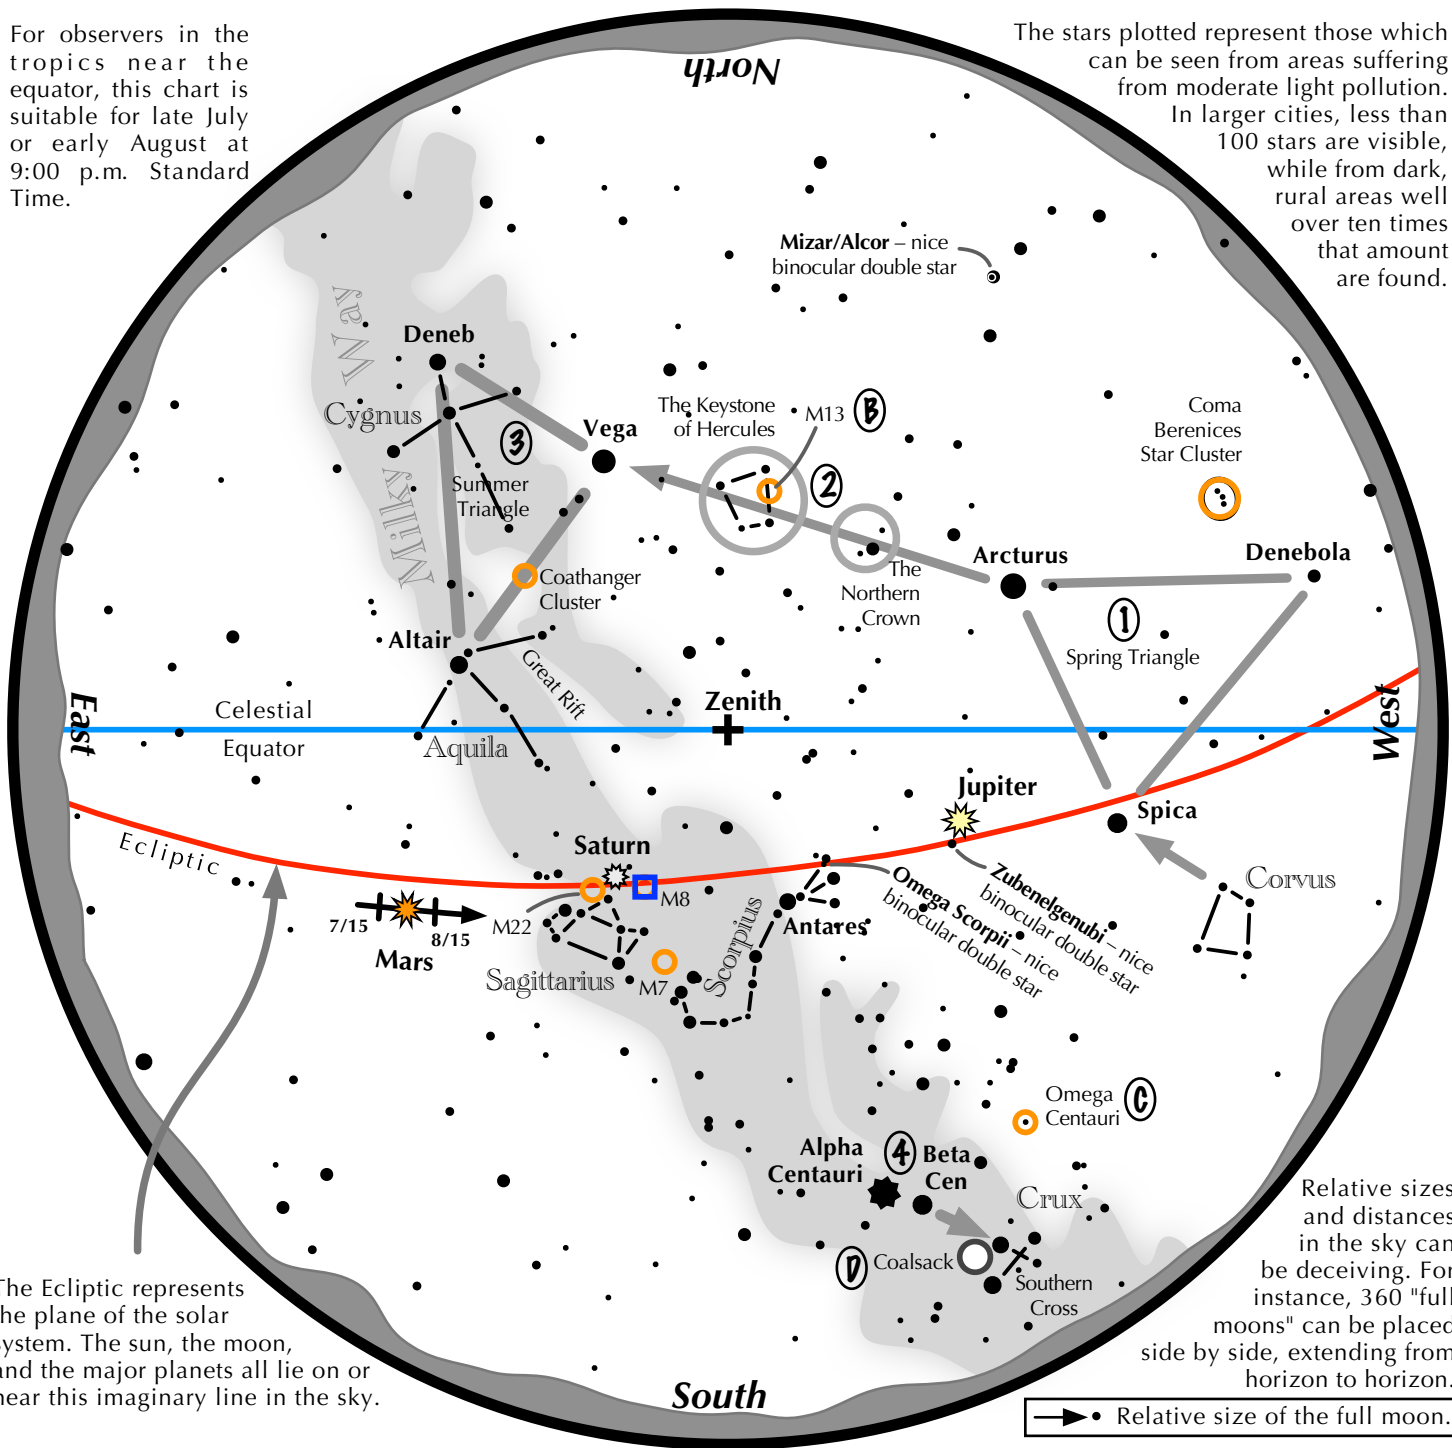 For observers in the
tropics near the
equator, this chart is
suitable for late July
or early August at
9:00 p.m. Standard
Time.
North
The stars plotted represent those which
can be seen from areas suffering
from moderate light pollution.
In larger cities, less than
100 stars are visible,
while from dark,
rural areas well
over ten times
that amount
are found.
Mizar/Alcor – nice
binocular double star
Milky Way
Deneb
Cygnus
3
Summer
Triangle
Vega
The Keystone
of Hercules
M13
B
2
Coma
Berenices
Star Cluster
Coathanger
Cluster
The
Northern
Crown
Arcturus
Denebola
1
Spring Triangle
Altair
Great Rift
Aquila
East
Celestial
Equator
Zenith
West
Jupiter
Spica
Ecliptic
Saturn
M8
M22
7/15
8/15
Mars
Sagittarius
M7
Scorpius
Antares
Omega Scorpii – nice
binocular double star
Zubenelgenubi – nice
binocular double star
Corvus
Omega
Centauri
C
Alpha
Centauri
4
Beta
Cen
Crux
D
Coalsack
Southern
Cross
The Ecliptic represents
the plane of the solar
system. The sun, the moon,
and the major planets all lie on or
near this imaginary line in the sky.
South
Relative sizes
and distances
in the sky can
be deceiving. For
instance, 360 "full
moons" can be placed
side by side, extending from
horizon to horizon.
Relative size of the full moon.